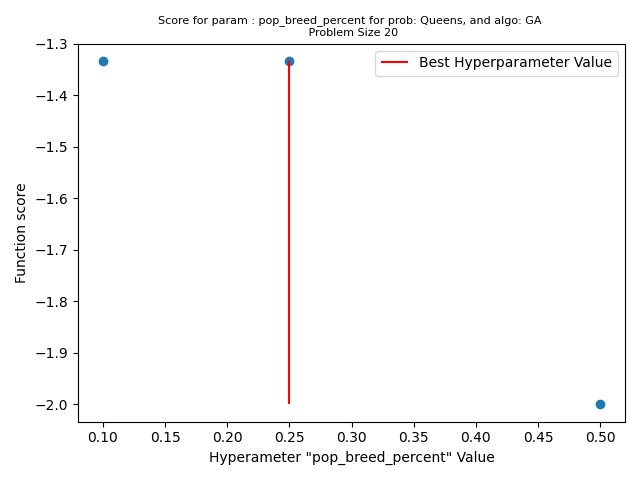 Score for param : pop_breed_percent for prob: Queens, and algo: GA
Problem Size 20
−1.3
−1.4
−1.5
−1.6
−1.7
−1.8
−1.9
−2.0
Function score
Best Hyperparameter Value
0.10 0.15 0.20 0.25 0.30 0.35 0.40 0.45 0.50
Hyperameter "pop_breed_percent" Value